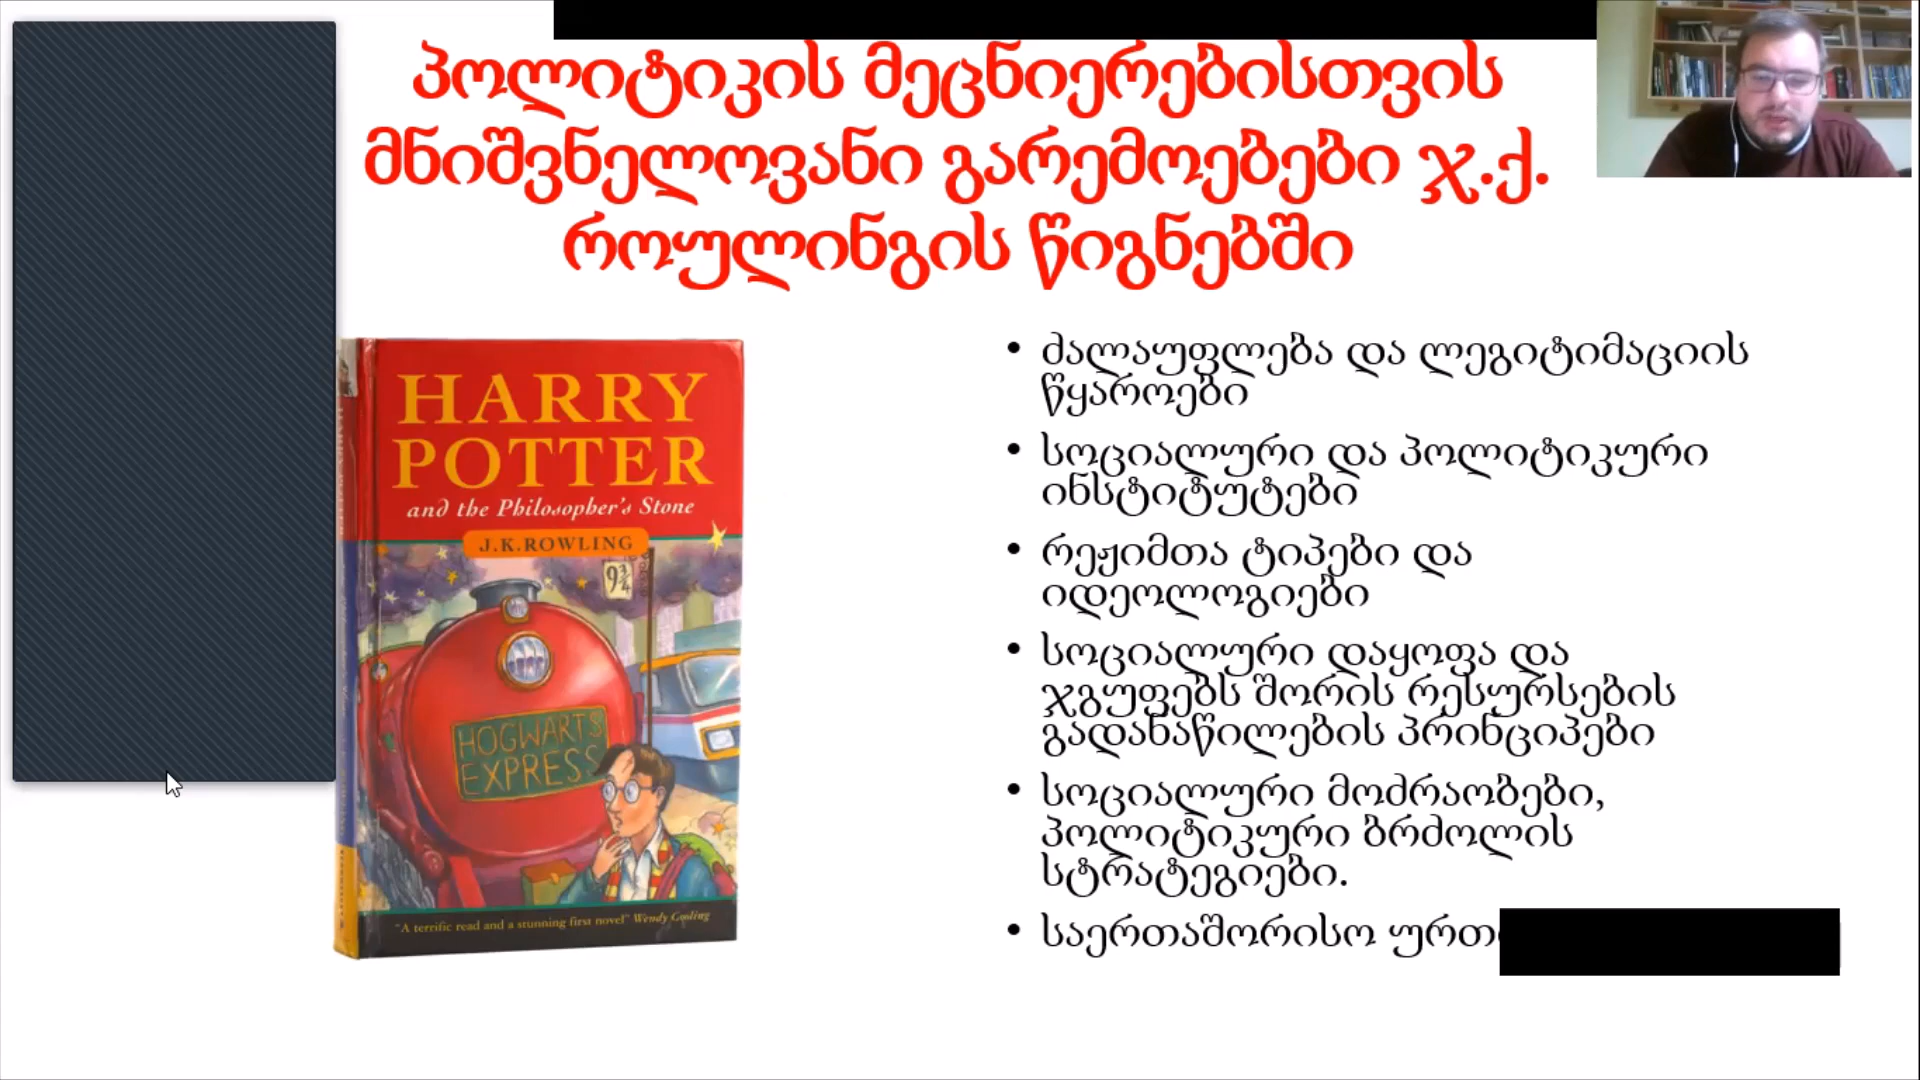 პოლიტიკის მეცნიერებისთვის
მნიშვნელოვანი გარემოებები ჯ.ქ.
როულინგის წიგნებში
HARRY
POTTER
and the Philosopher's Stone
J.K.ROWLING
9¾
HOGWARTS
EXPRESS
"A terrific read and a stunning first novel" Wendy Cooling
• ძალაუფლება და ლეგიტიმაციის
წყაროები
• სოციალური და პოლიტიკური
ინსტიტუტები
• რეჟიმთა ტიპები და
იდეოლოგიები
• სოციალური დაყოფა და
ჯგუფებს შორის რესურსების
გადანაწილების პრინციპები
• სოციალური მოძრაობები,
პოლიტიკური ბრძოლის
სტრატეგიები.
• საერთაშორისო